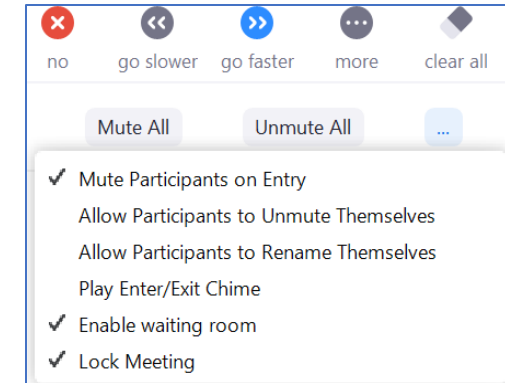 no go slower go faster more clear all
Mute All Unmute All ...
✓ Mute Participants on Entry
Allow Participants to Unmute Themselves
Allow Participants to Rename Themselves
Play Enter/Exit Chime
✓ Enable waiting room
✓ Lock Meeting